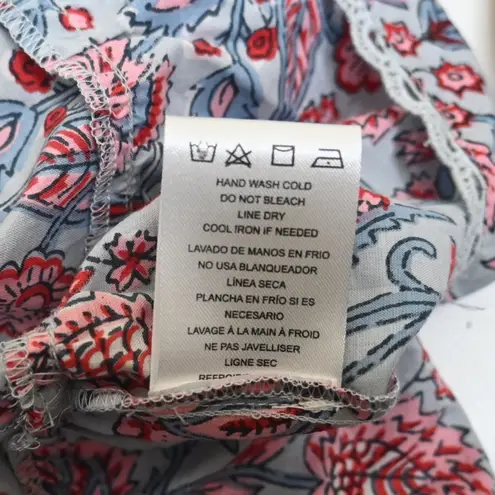 HAND WASH COLD
DO NOT BLEACH
LINE DRY
COOL IRON IF NEEDED
LAVADO DE MANOS EN FRIO
NO USA BLANQUEADOR
LÍNEA SECA
PLANCHA EN FRÍO SI ES
NECESARIO
LAVAGE À LA MAIN À FROID
NE PAS JAVELLISER
LIGNE SEC